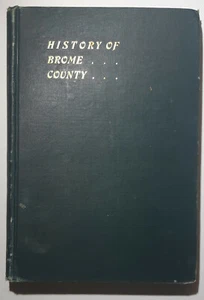 HISTORY OF
BROME . . .
COUNTY . . .